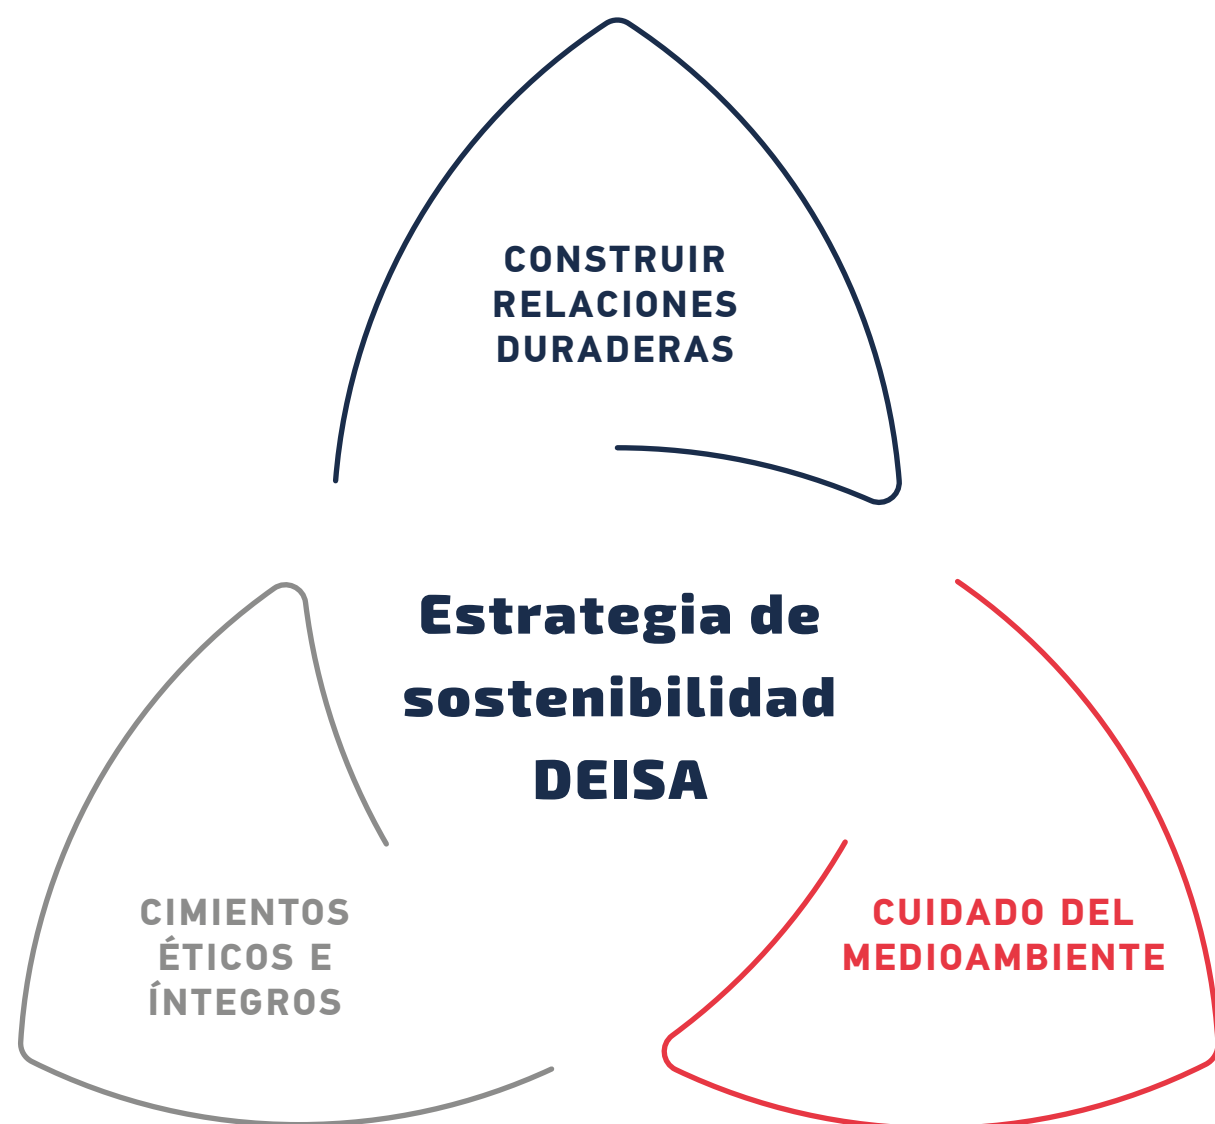 CONSTRUIR
RELACIONES
DURADERAS
Estrategia de
sostenibilidad
DEISA
CIMIENTOS
ÉTICOS E
ÍNTEGROS
CUIDADO DEL
MEDIOAMBIENTE